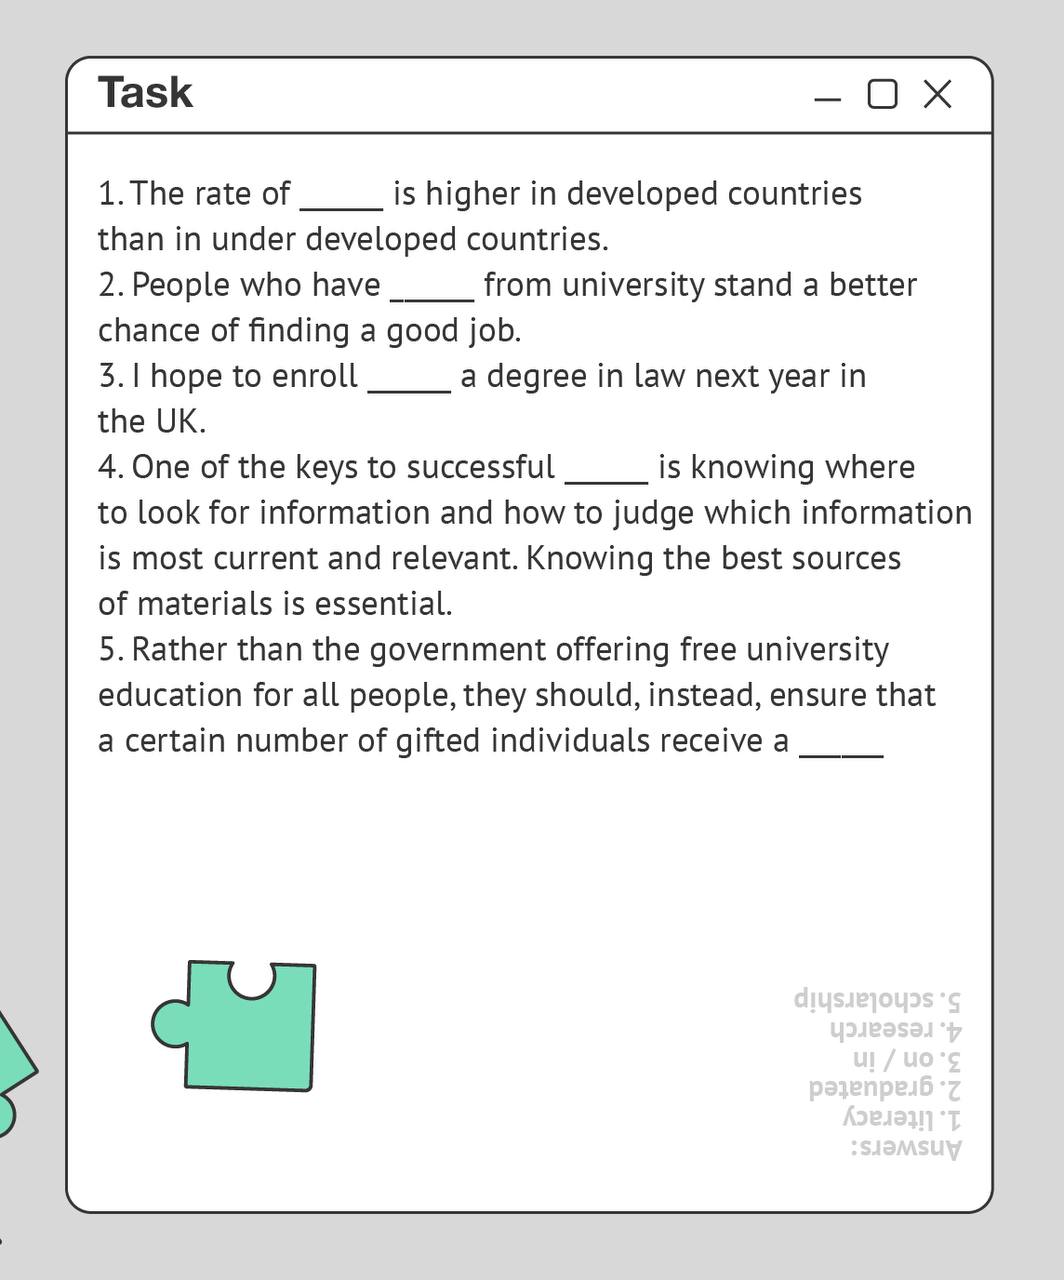 Task
1. The rate of ______ is higher in developed countries
than in under developed countries.
2. People who have ______ from university stand a better
chance of finding a good job.
3. I hope to enroll ______ a degree in law next year in
the UK.
4. One of the keys to successful ______ is knowing where
to look for information and how to judge which information
is most current and relevant. Knowing the best sources
of materials is essential.
5. Rather than the government offering free university
education for all people, they should, instead, ensure that
a certain number of gifted individuals receive a ______
Answers:
1. literacy
2. graduated
3. on / in
4. research
5. scholarship